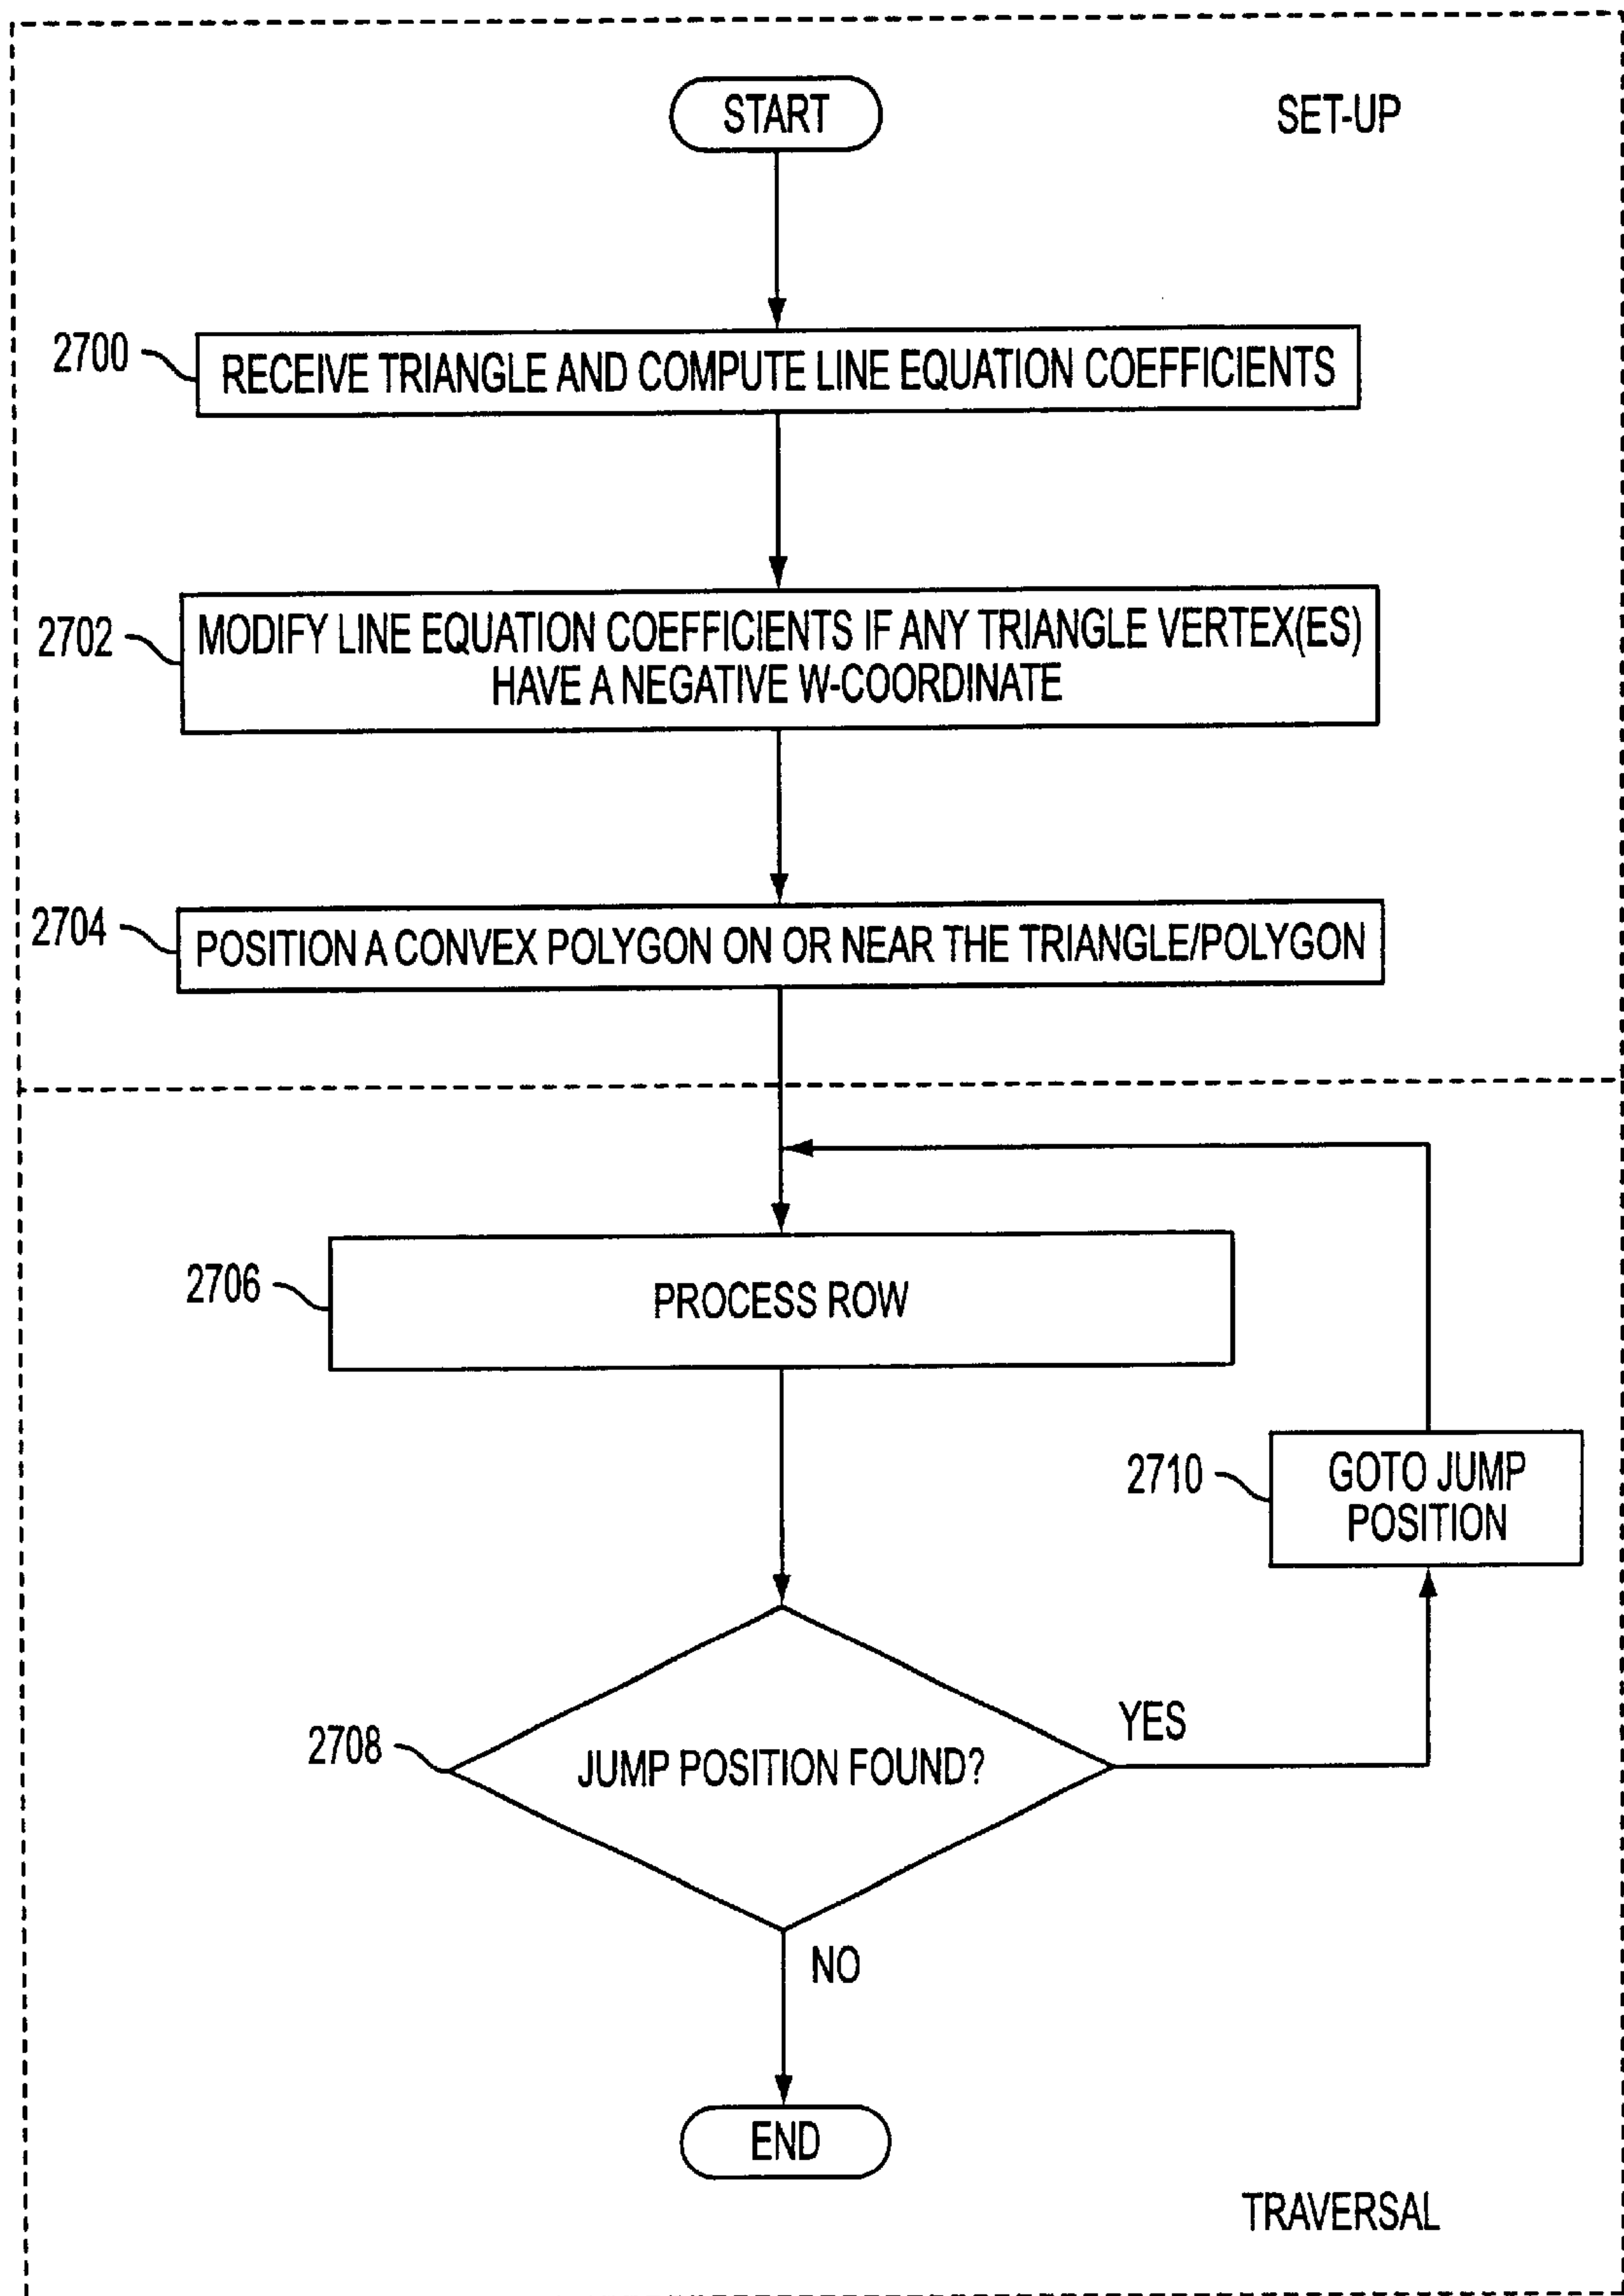 START
SET-UP
2700
RECEIVE TRIANGLE AND COMPUTE LINE EQUATION COEFFICIENTS
2702
MODIFY LINE EQUATION COEFFICIENTS IF ANY TRIANGLE VERTEX(ES)
HAVE A NEGATIVE W-COORDINATE
2704
POSITION A CONVEX POLYGON ON OR NEAR THE TRIANGLE/POLYGON
2706
PROCESS ROW
2710
GOTO JUMP
POSITION
2708
JUMP POSITION FOUND?
YES
NO
END
TRAVERSAL